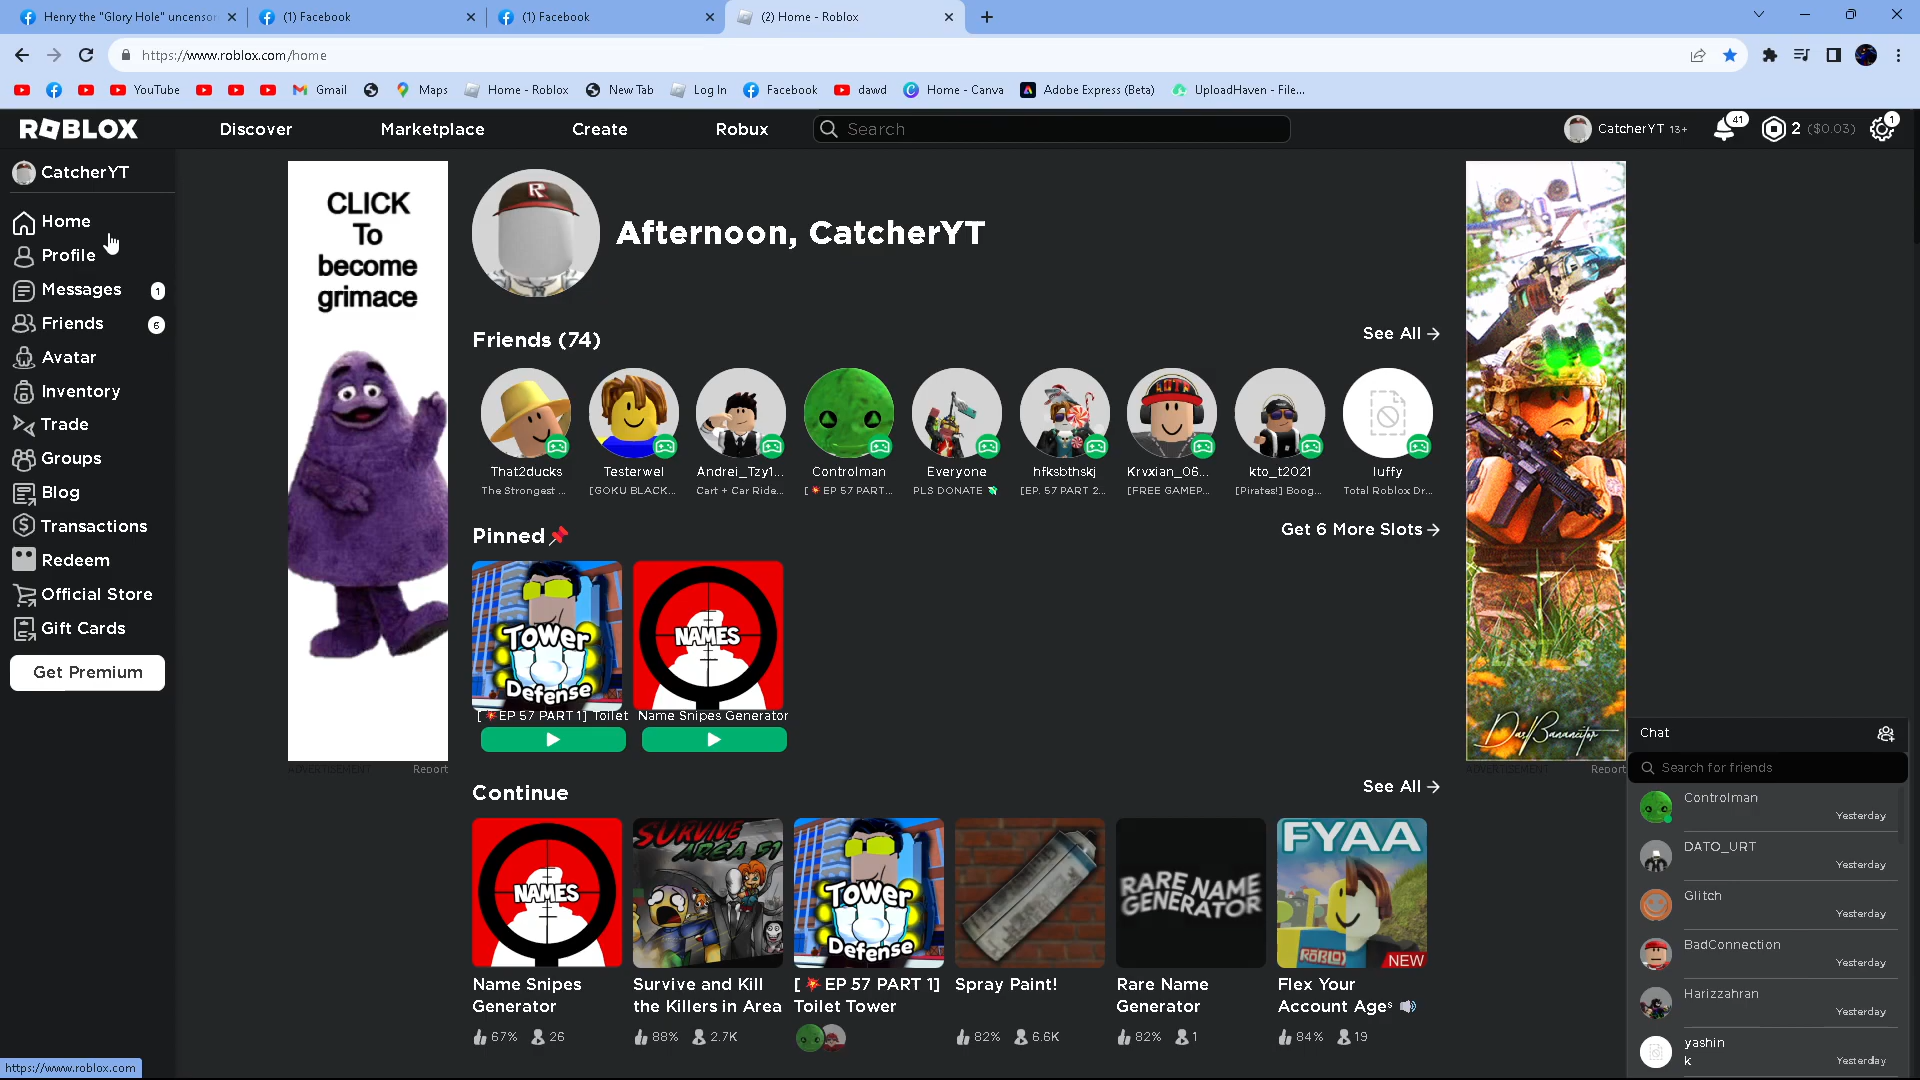 Henry the "Glory Hole" uncenso
(1) Facebook
(1) Facebook
(2) Home - Roblox
https://www.roblox.com/home
YouTube
Gmail
Maps
Home - Roblox
New Tab
Log In
Facebook
dawd
Home - Canva
Adobe Express (Beta)
UploadHaven - File...
ROBLOX
Discover
Marketplace
Create
Robux
Search
CatcherYT 13+
41
2 ($0.03)
1
CatcherYT
Home
Profile
Messages 1
Friends 6
Avatar
Inventory
Trade
Groups
Blog
Transactions
Redeem
Official Store
Gift Cards
Get Premium
CLICK
To
become
grimace
ADVERTISEMENT
Report
Afternoon, CatcherYT
Friends (74)
See All →
That2ducks
Testerwel
Andrei_Tzy1...
Controlman
Everyone
hfksbthskj
Krvxian_06...
kto_t2021
luffy
The Strongest ...
[GOKU BLACK...
Cart + Car Ride...
[💥EP 57 PART...
PLS DONATE
[EP. 57 PART 2...
[FREE GAMEP...
[Pirates!] Boog...
Total Roblox Dr...
Pinned📌
Get 6 More Slots →
Tower
Defense
NAMES
[💥EP 57 PART 1] Toilet
Name Snipes Generator
Continue
See All →
NAMES
SURVIVE
AREA 51
Tower
Defense
RARE NAME
GENERATOR
FYAA
ROBLOX
NEW
Name Snipes
Generator
67% 26
Survive and Kill
the Killers in Area
88% 2.7K
[💥EP 57 PART 1]
Toilet Tower
Spray Paint!
82% 6.6K
Rare Name
Generator
82% 1
Flex Your
Account Ageˢ 🔊
84% 19
DasBanancitor
ADVERTISEMENT
Report
Chat
Search for friends
Controlman
Yesterday
DATO_URT
Yesterday
Glitch
Yesterday
BadConnection
Yesterday
Harizzahran
Yesterday
yashin
k
Yesterday
https://www.roblox.com